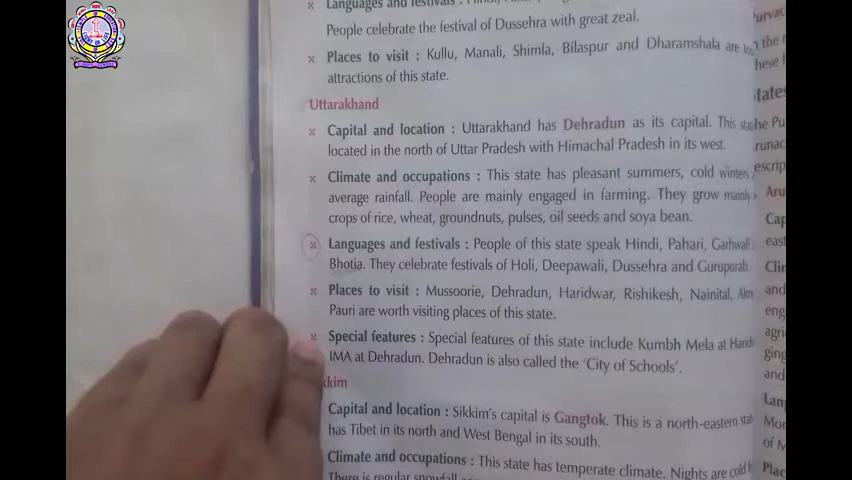 Languages and festivals :
People celebrate the festival of Dussehra with great zeal.
Places to visit : Kullu, Manali, Shimla, Bilaspur and Dharamshala are
attractions of this state.
Uttarakhand
Capital and location : Uttarakhand has Dehradun as its capital. This
located in the north of Uttar Pradesh with Himachal Pradesh in its west.
Climate and occupations : This state has pleasant summers, cold winters
average rainfall. People are mainly engaged in farming. They grow mainly
crops of rice, wheat, groundnuts, pulses, oil seeds and soya bean.
Languages and festivals : People of this state speak Hindi, Pahari, Garhwali
Bhotia. They celebrate festivals of Holi, Deepawali, Dussehra and Gurupurab.
Places to visit : Mussoorie, Dehradun, Haridwar, Rishikesh, Nainital, Alm
Pauri are worth visiting places of this state.
Special features : Special features of this state include Kumbh Mela at
IMA at Dehradun. Dehradun is also called the 'City of Schools'.
kkim
Capital and location : Sikkim's capital is Gangtok. This is a north-eastern
has Tibet in its north and West Bengal in its south.
Climate and occupations : This state has temperate climate. Nights are cold
There is regular snowfall